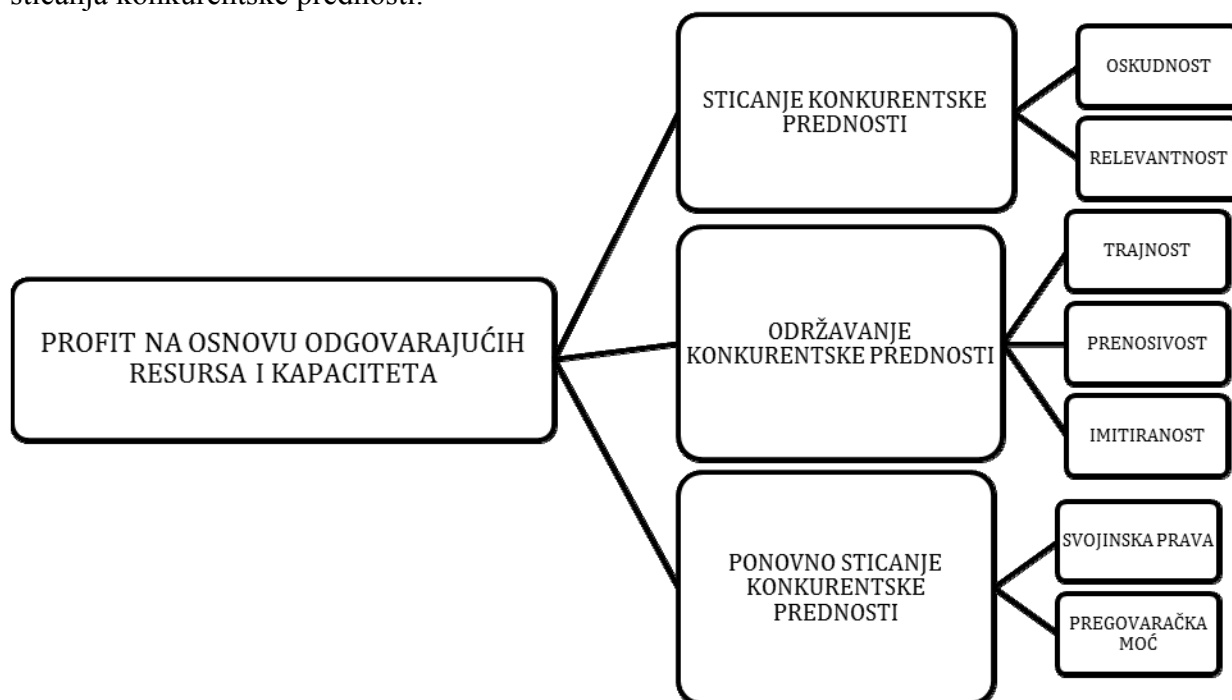 sticanja konkurentske prednosti.
PROFIT NA OSNOVU ODGOVARAJUĆIH
RESURSA I KAPACITETA
STICANJE KONKURENTSKE
PREDNOSTI
OSKUDNOST
RELEVANTNOST
ODRŽAVANJE
KONKURENTSKE PREDNOSTI
TRAJNOST
PRENOSIVOST
IMITIRANOST
PONOVNO STICANJE
KONKURENTSKE
PREDNOSTI
SVOJINSKA PRAVA
PREGOVARAČKA
MOĆ